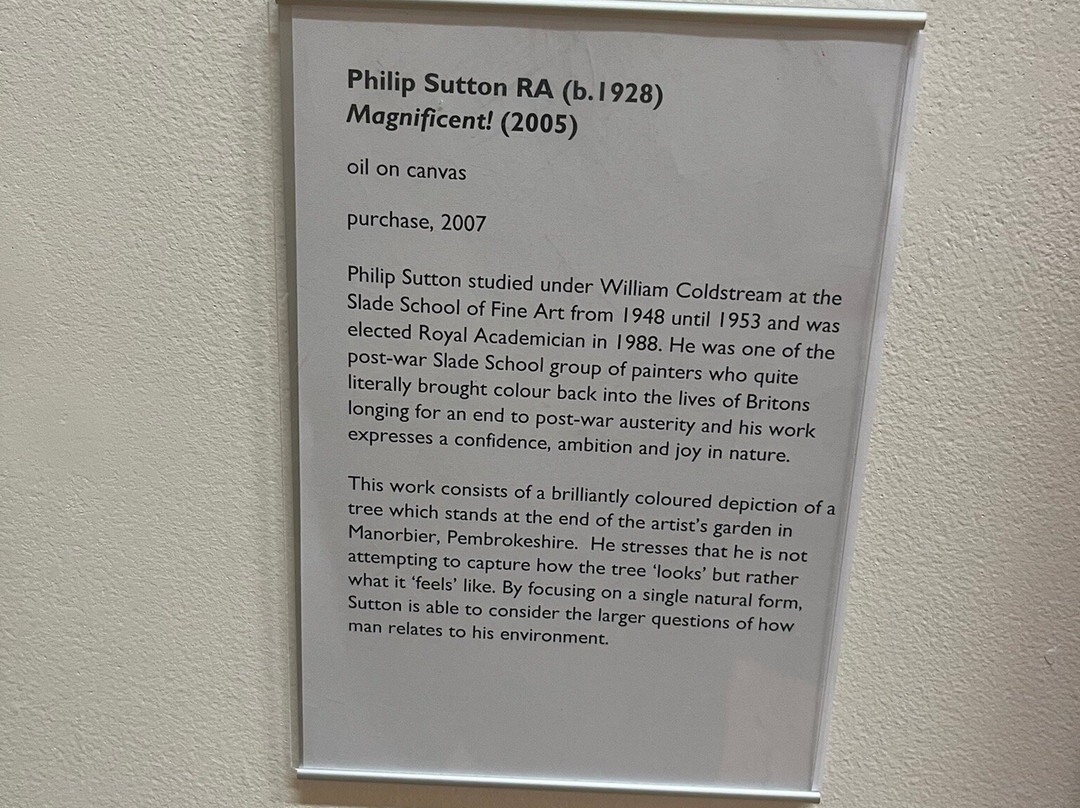 Philip Sutton RA (b.1928)
Magnificent! (2005)
oil on canvas
purchase, 2007
Philip Sutton studied under William Coldstream at the
Slade School of Fine Art from 1948 until 1953 and was
elected Royal Academician in 1988. He was one of the
post-war Slade School group of painters who quite
literally brought colour back into the lives of Britons
longing for an end to post-war austerity and his work
expresses a confidence, ambition and joy in nature.
This work consists of a brilliantly coloured depiction of a
tree which stands at the end of the artist’s garden in
Manorbier, Pembrokeshire.  He stresses that he is not
attempting to capture how the tree ‘looks’ but rather
what it ‘feels’ like. By focusing on a single natural form,
Sutton is able to consider the larger questions of how
man relates to his environment.